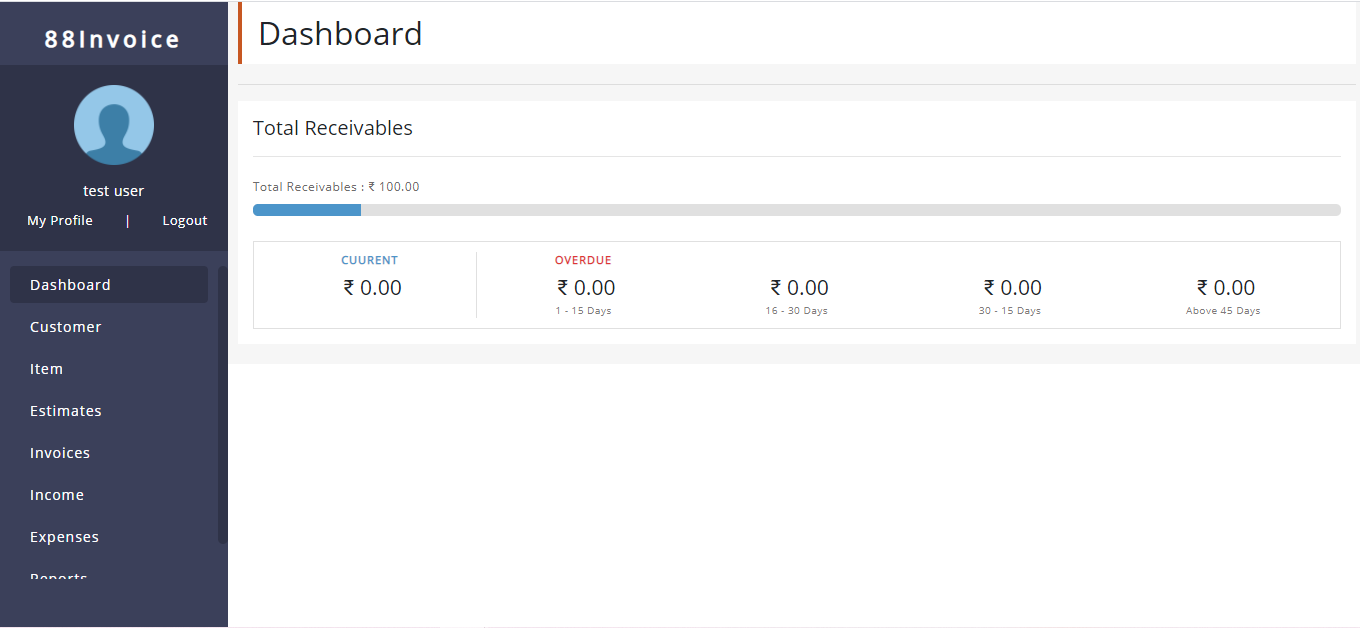 88Invoice
test user
My Profile | Logout
Dashboard
Customer
Item
Estimates
Invoices
Income
Expenses
Reports
Dashboard
Total Receivables
Total Receivables : ₹ 100.00
CUURENT
₹ 0.00
OVERDUE
₹ 0.00
1 - 15 Days
₹ 0.00
16 - 30 Days
₹ 0.00
30 - 15 Days
₹ 0.00
Above 45 Days